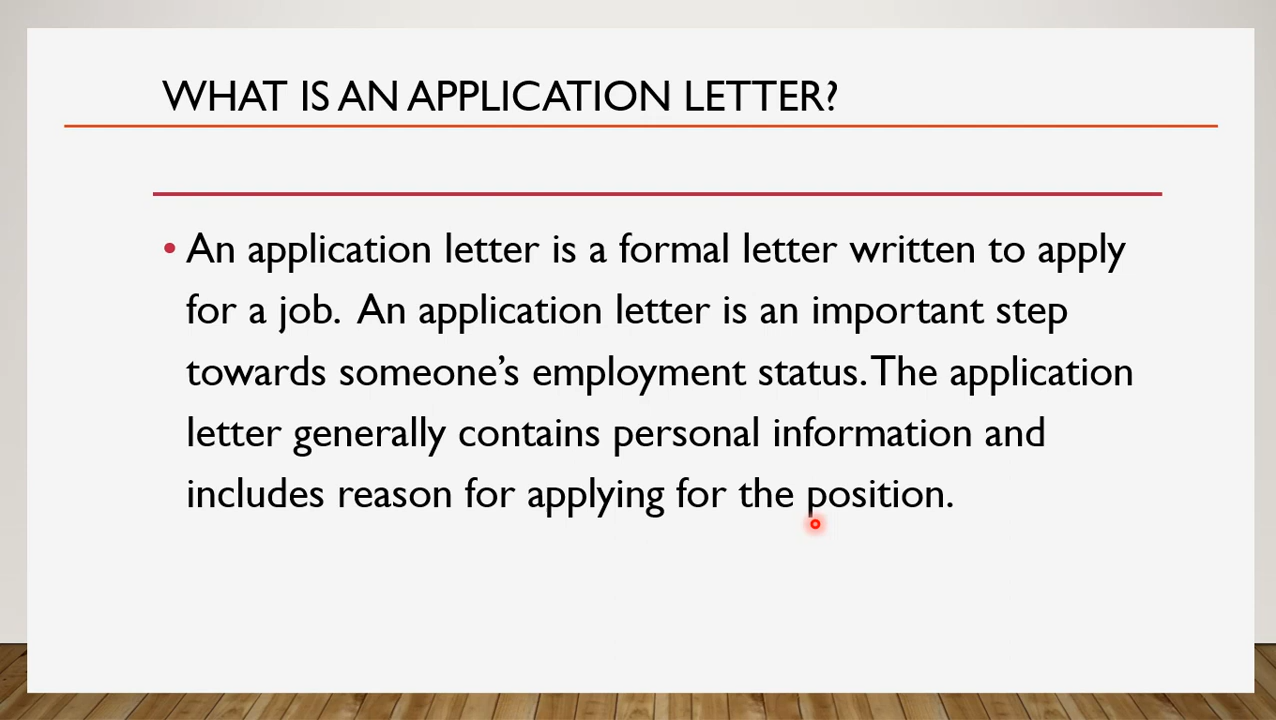 WHAT IS AN APPLICATION LETTER?
• An application letter is a formal letter written to apply
for a job.  An application letter is an important step
towards someone’s employment status. The application
letter generally contains personal information and
includes reason for applying for the position.